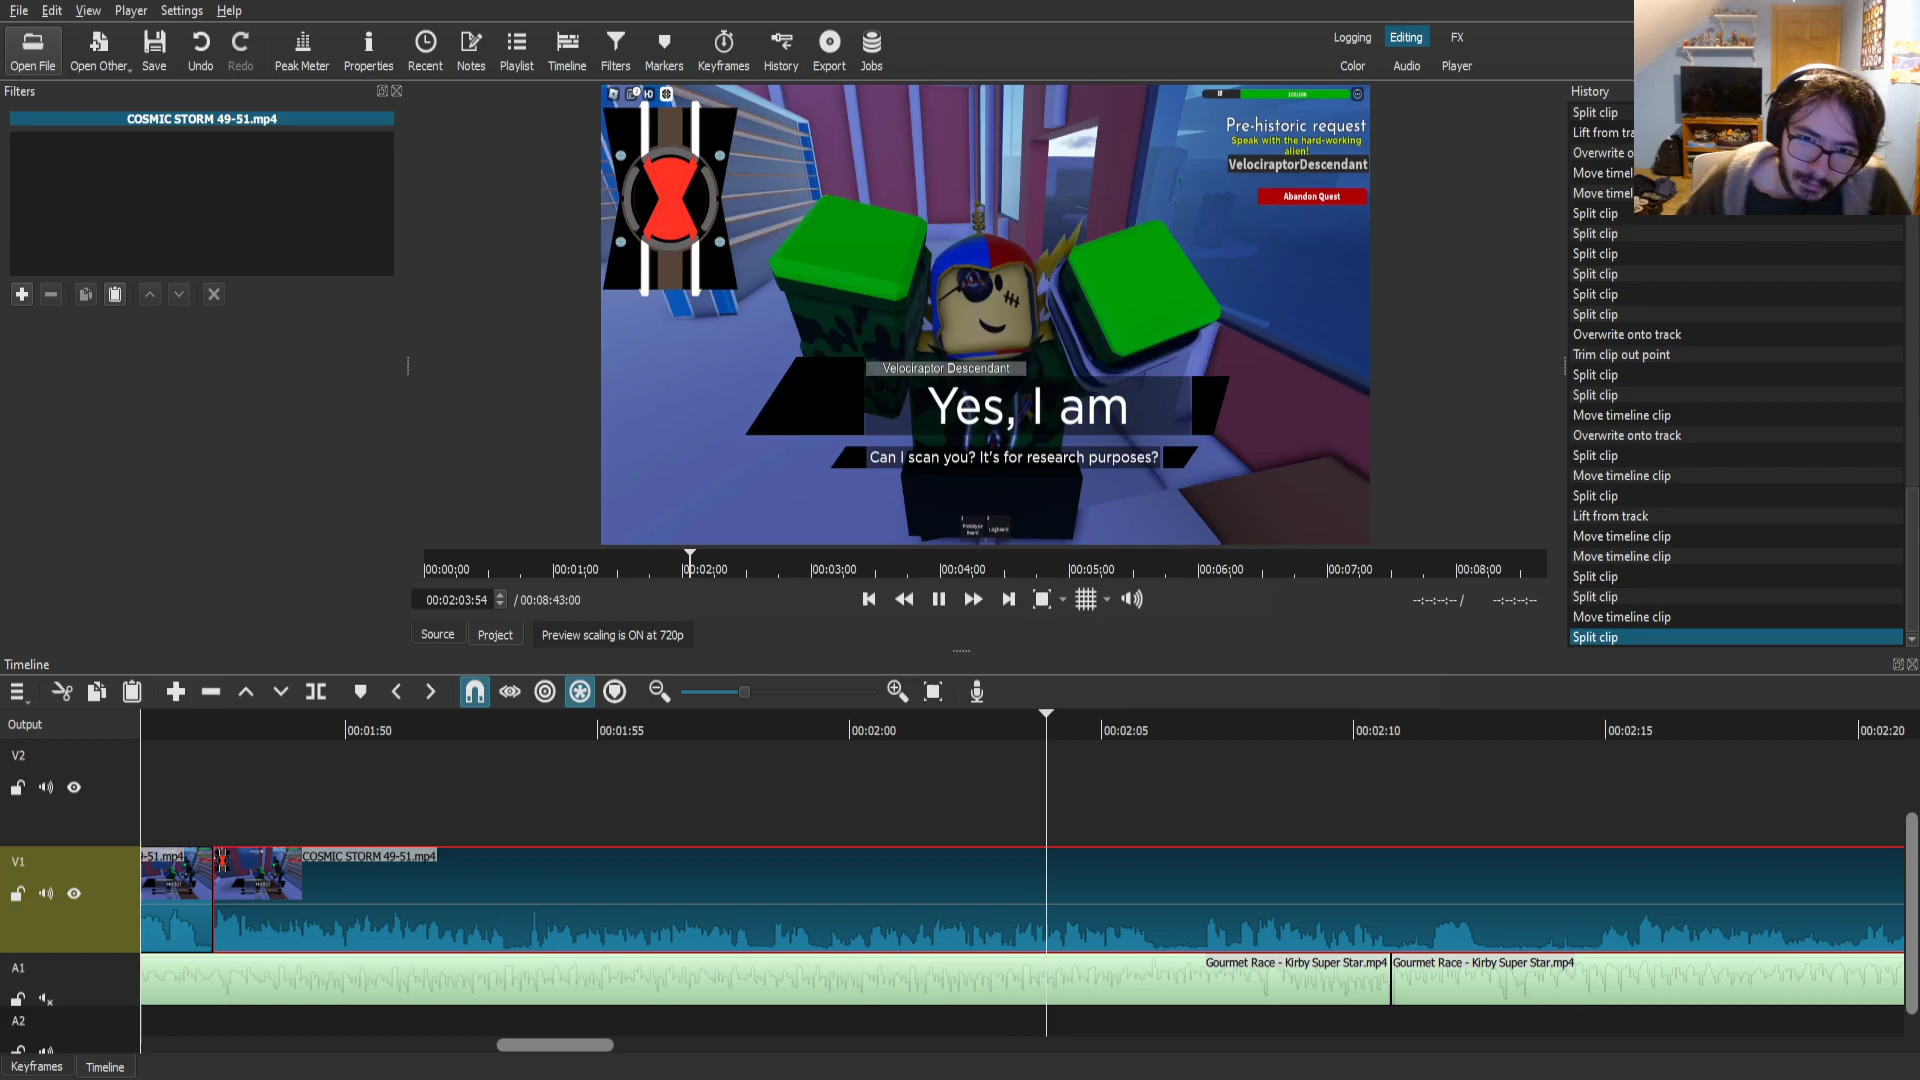 File Edit View Player Settings Help
Open File Open Other Save Undo Redo Peak Meter Properties Recent Notes Playlist Timeline Filters Markers Keyframes History Export Jobs
Logging Editing FX
Color Audio Player
Filters
COSMIC STORM 49-51.mp4
HD
100/100
Pre-historic request
Speak with the hard-working
alien!
VelociraptorDescendant
Abandon Quest
Velociraptor Descendant
Yes, I am
Can I scan you? It's for research purposes?
Prototype
Board
Logboard
00:00:00 00:01:00 00:02:00 00:03:00 00:04:00 00:05:00 00:06:00 00:07:00 00:08:00
00:02:03:54 / 00:08:43:00
--:--:--:-- / --:--:--:--
Source Project Preview scaling is ON at 720p
History
Split clip
Lift from tra
Overwrite o
Move timel
Move timel
Split clip
Split clip
Split clip
Split clip
Split clip
Split clip
Overwrite onto track
Trim clip out point
Split clip
Split clip
Move timeline clip
Overwrite onto track
Split clip
Move timeline clip
Split clip
Lift from track
Move timeline clip
Move timeline clip
Split clip
Split clip
Move timeline clip
Split clip
Timeline
Output
00:01:50 00:01:55 00:02:00 00:02:05 00:02:10 00:02:15 00:02:20
V2
V1
9-51.mp4 COSMIC STORM 49-51.mp4
Hello! Hello!
A1
Gourmet Race - Kirby Super Star.mp4 Gourmet Race - Kirby Super Star.mp4
A2
Keyframes Timeline